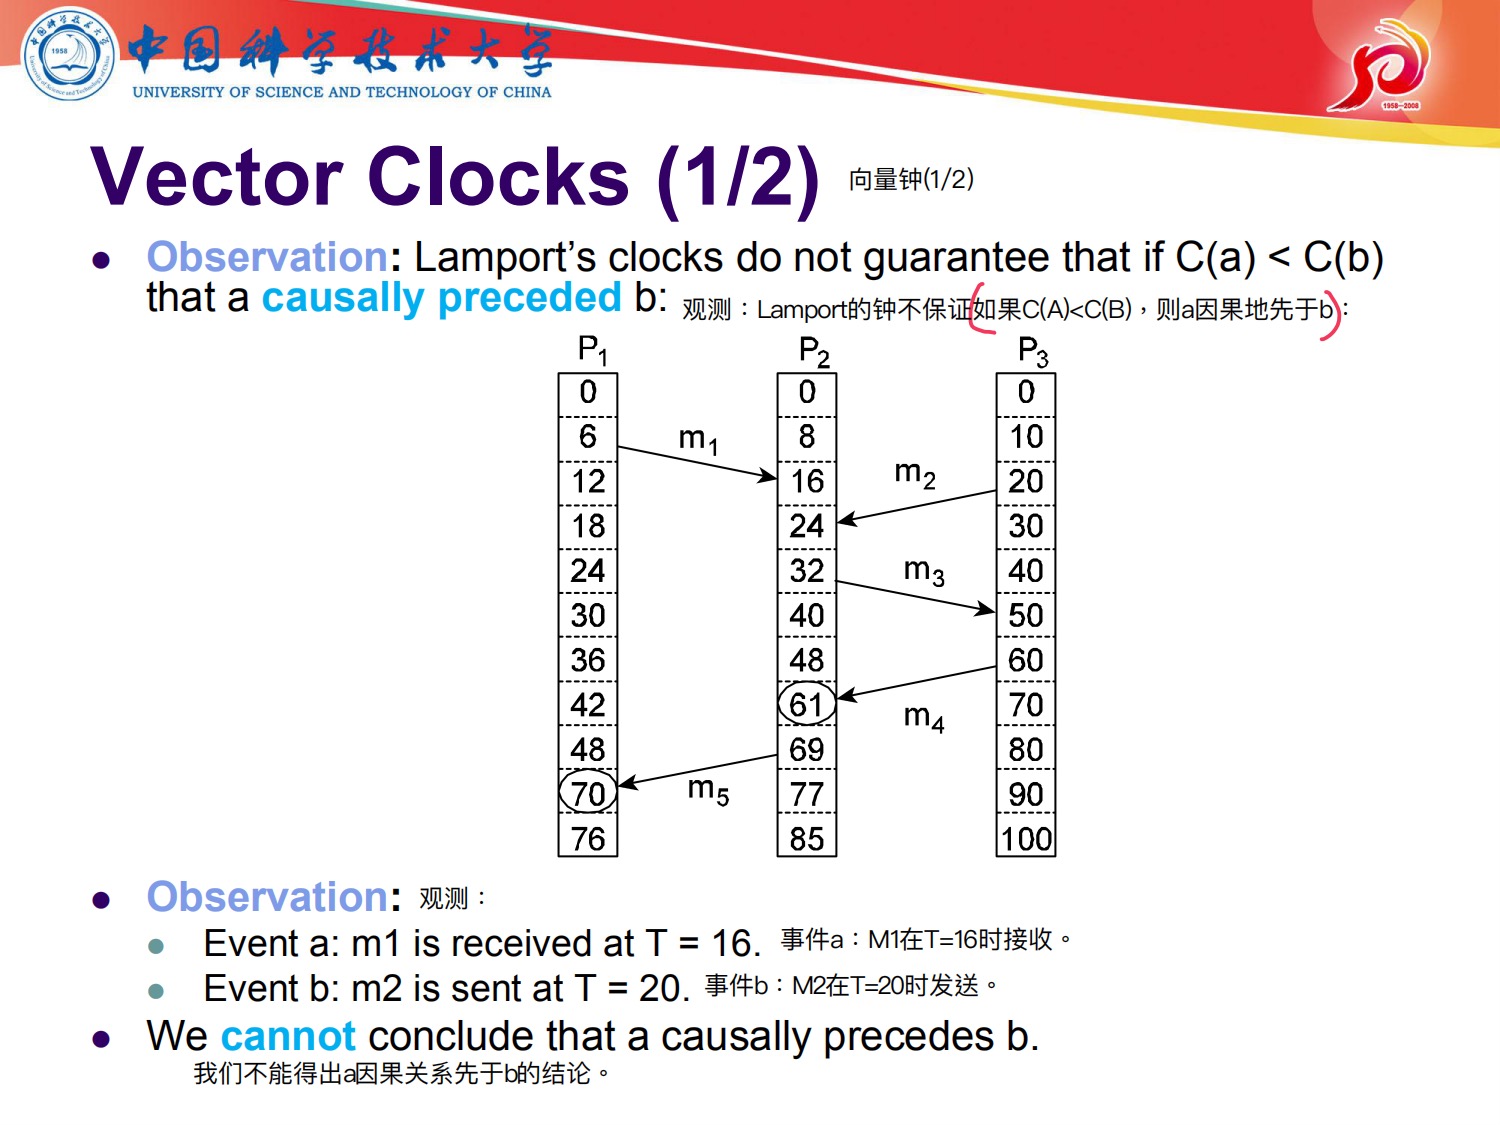 1958
中国科学技术大学
UNIVERSITY OF SCIENCE AND TECHNOLOGY OF CHINA
1958—2008
Vector Clocks (1/2) 向量钟(1/2)
Observation: Lamport's clocks do not guarantee that if C(a) < C(b)
that a causally preceded b: 观测：Lamport的钟不保证如果C(A)<C(B)，则a因果地先于b：
P1 P2 P3
0 0 0
6 m1 8 10
12 16 m2 20
18 24 30
24 32 m3 40
30 40 50
36 48 60
42 61 m4 70
48 69 80
70 m5 77 90
76 85 100
Observation: 观测：
Event a: m1 is received at T = 16. 事件a：M1在T=16时接收。
Event b: m2 is sent at T = 20. 事件b：M2在T=20时发送。
We cannot conclude that a causally precedes b.
我们不能得出a因果关系先于b的结论。